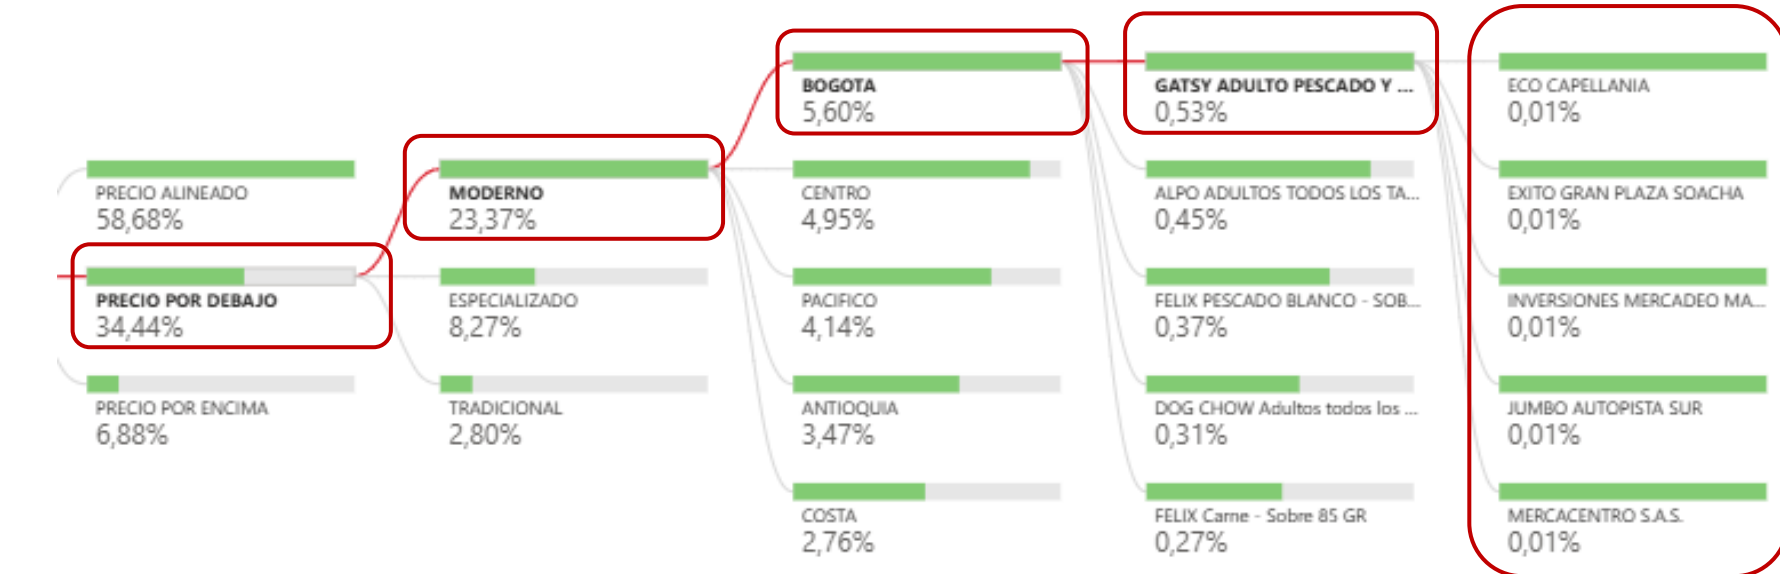 PRECIO ALINEADO
58,68%
PRECIO POR DEBAJO
34,44%
PRECIO POR ENCIMA
6,88%
MODERNO
23,37%
ESPECIALIZADO
8,27%
TRADICIONAL
2,80%
BOGOTA
5,60%
CENTRO
4,95%
PACIFICO
4,14%
ANTIOQUIA
3,47%
COSTA
2,76%
GATSY ADULTO PESCADO Y ...
0,53%
ALPO ADULTOS TODOS LOS TA...
0,45%
FELIX PESCADO BLANCO - SOB...
0,37%
DOG CHOW Adultos todos los ...
0,31%
FELIX Carne - Sobre 85 GR
0,27%
ECO CAPELLANIA
0,01%
EXITO GRAN PLAZA SOACHA
0,01%
INVERSIONES MERCADEO MA...
0,01%
JUMBO AUTOPISTA SUR
0,01%
MERCACENTRO S.A.S.
0,01%